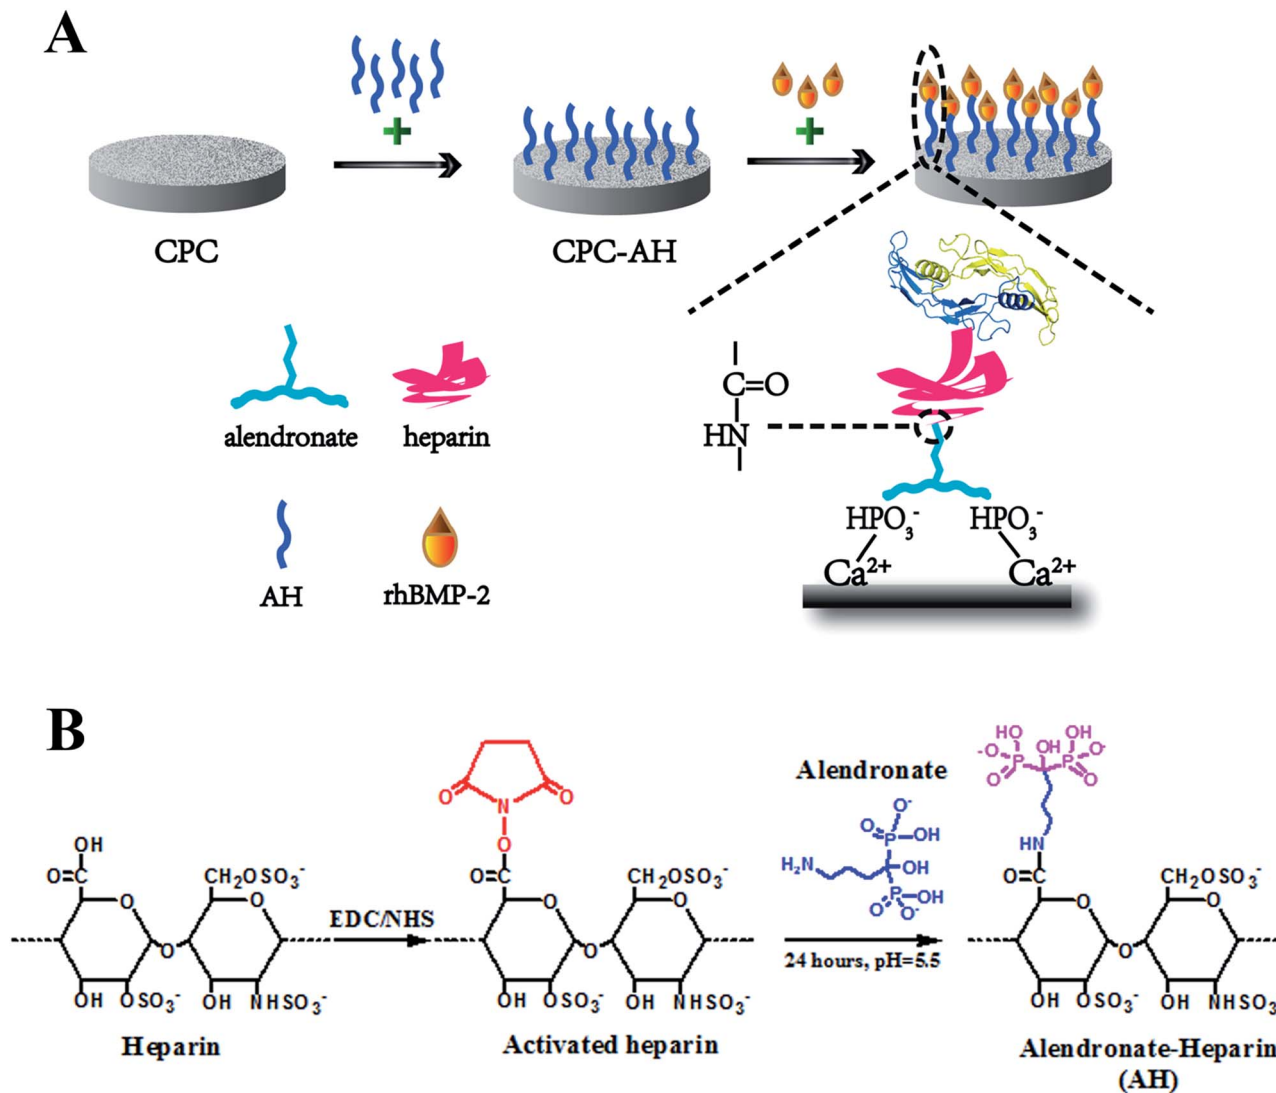 A
CPC
CPC-AH
alendronate
heparin
AH
rhBMP-2
C=O
HN
HPO₃⁻
HPO₃⁻
Ca²⁺
Ca²⁺
B
OH
O=C
O
CH₂OSO₃⁻
O
O
OH
OSO₃⁻
OH
NHSO₃⁻
Heparin
EDC/NHS
O
N
O
O
O=C
O
CH₂OSO₃⁻
O
O
OH
OSO₃⁻
OH
NHSO₃⁻
Activated heparin
Alendronate
O⁻
O
P
OH
H₂N
OH
P
OH
O
O⁻
24 hours, pH=5.5
HO
OH
OH
⁻O
P
P
O⁻
O
O
HN
O=C
O
CH₂OSO₃⁻
O
O
OH
OSO₃⁻
OH
NHSO₃⁻
Alendronate-Heparin
(AH)